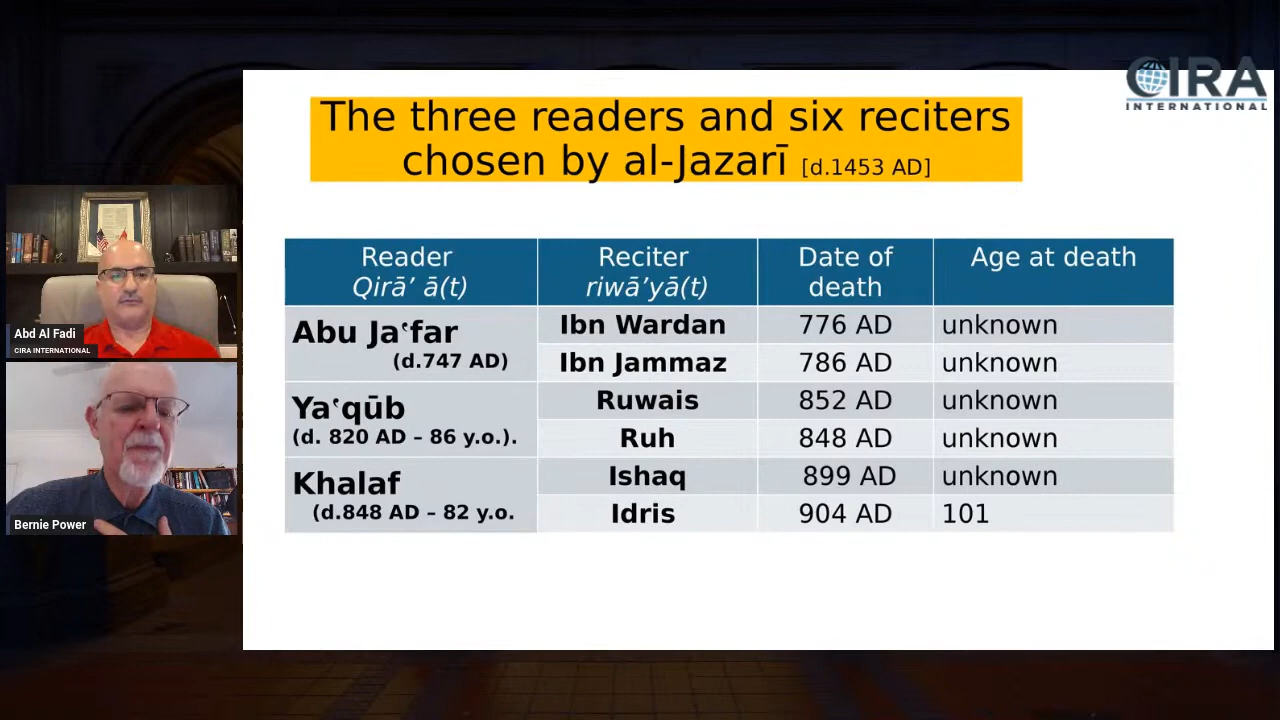 CIRA
INTERNATIONAL
The three readers and six reciters
chosen by al-Jazarī [d.1453 AD]
Reader
Qirā’ ā(t)
Reciter
riwā’yā(t)
Date of
death
Age at death
Abu Jaʿfar
(d.747 AD)
Ibn Wardan 776 AD unknown
Ibn Jammaz 786 AD unknown
Yaʿqūb
(d. 820 AD – 86 y.o.).
Ruwais 852 AD unknown
Ruh 848 AD unknown
Khalaf
(d.848 AD – 82 y.o.
Ishaq 899 AD unknown
Idris 904 AD 101
Abd Al Fadi
CIRA INTERNATIONAL
Bernie Power